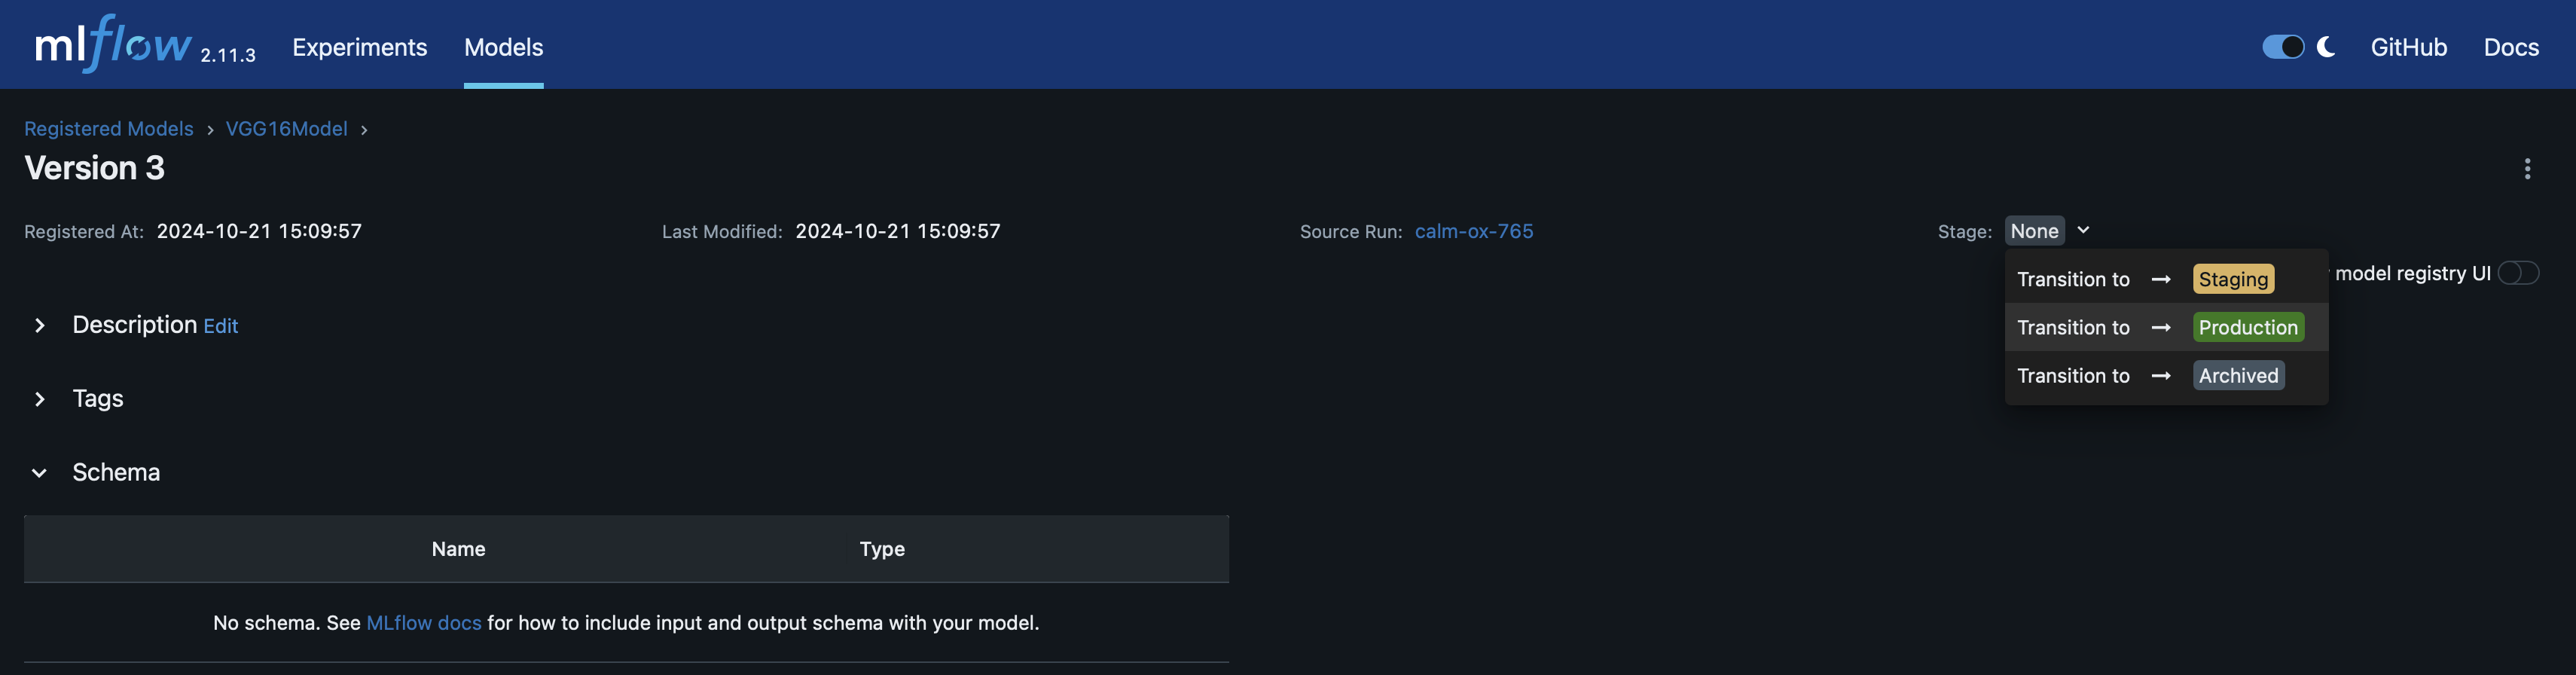 mlflow 2.11.3 Experiments Models GitHub Docs
Registered Models > VGG16Model >
Version 3
Registered At: 2024-10-21 15:09:57 Last Modified: 2024-10-21 15:09:57 Source Run: calm-ox-765 Stage: None
Transition to → Staging
model registry UI
Transition to → Production
Transition to → Archived
Description Edit
Tags
Schema
Name Type
No schema. See MLflow docs for how to include input and output schema with your model.